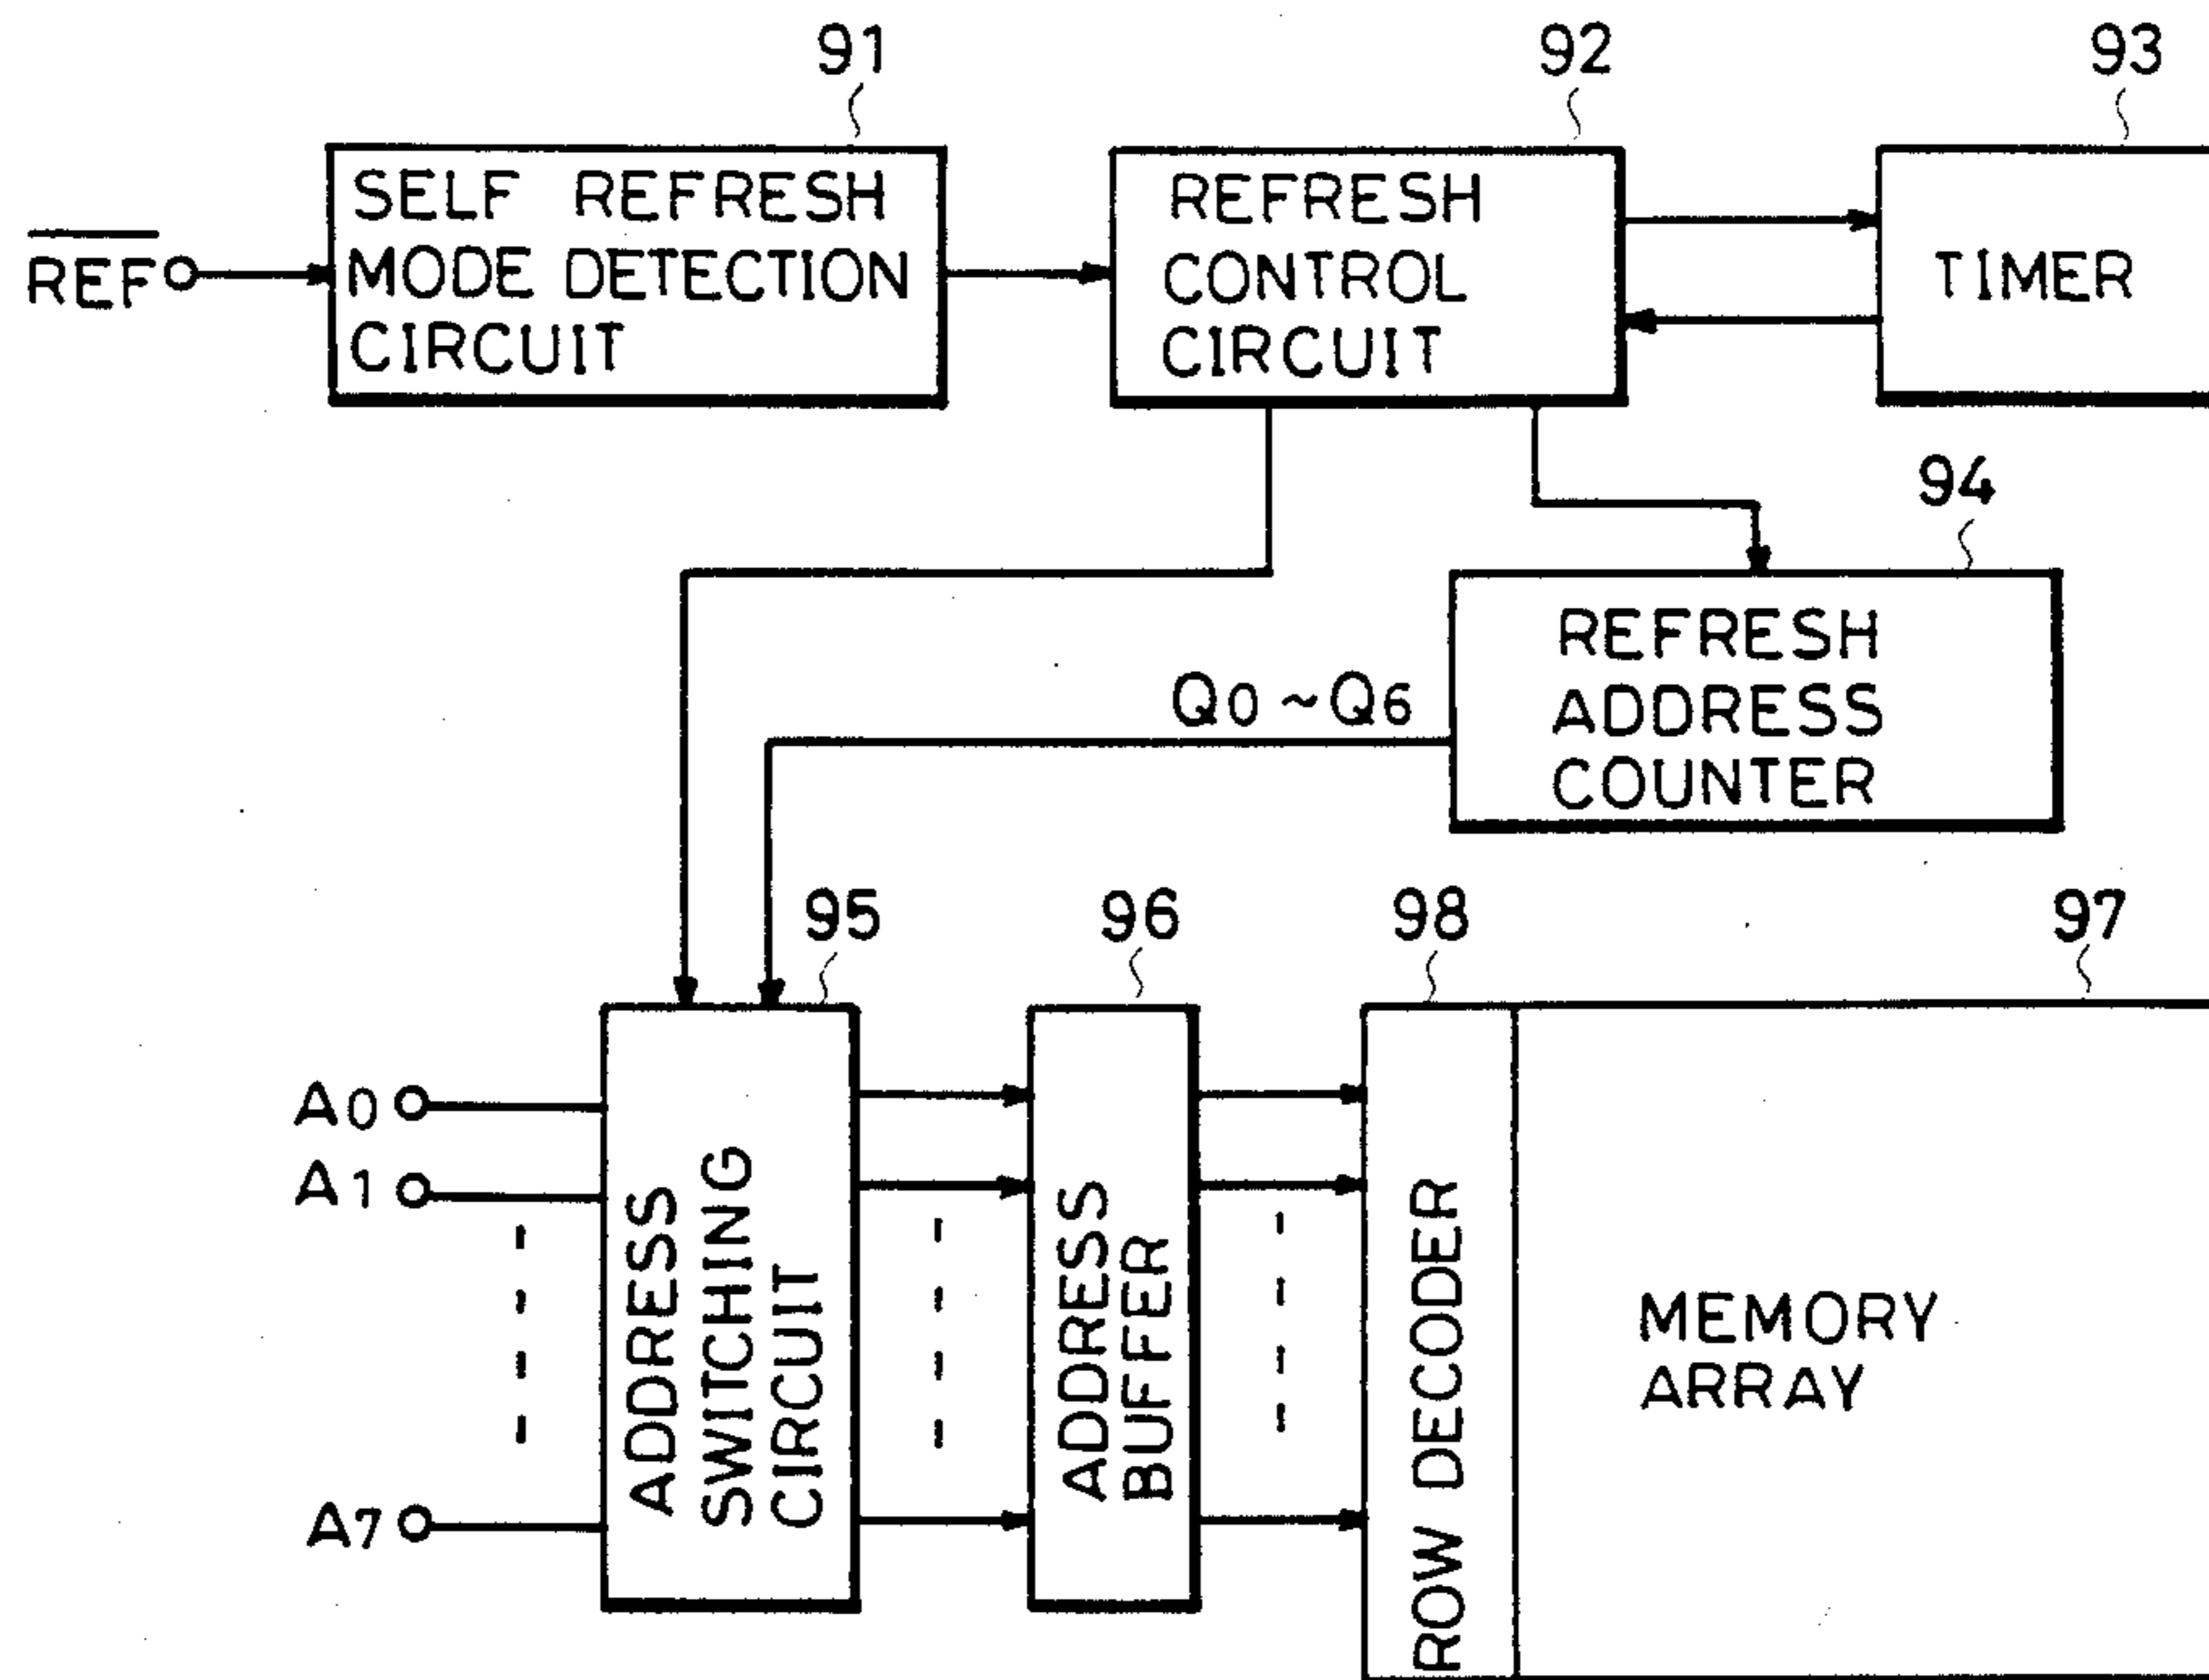 91
92
93
REF
SELF REFRESH
MODE DETECTION
CIRCUIT
REFRESH
CONTROL
CIRCUIT
TIMER
94
REFRESH
ADDRESS
COUNTER
Q0 ~ Q6
95
96
98
97
A0
A1
A7
ADDRESS
SWITCHING
CIRCUIT
ADDRESS
BUFFER
ROW DECODER
MEMORY
ARRAY